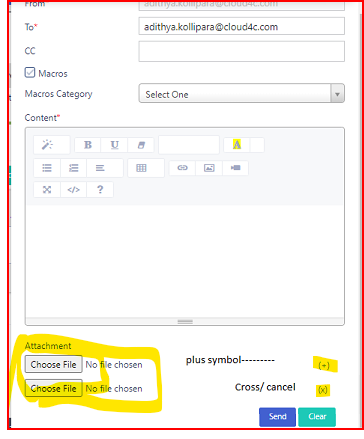 From adithya.kollipara@cloud4c.com
To* adithya.kollipara@cloud4c.com
CC
Macros
Macros Category Select One
Content*
B U A
</> ?
Attachment
Choose File No file chosen plus symbol--------- (+)
Choose File No file chosen Cross/ cancel (x)
Send Clear